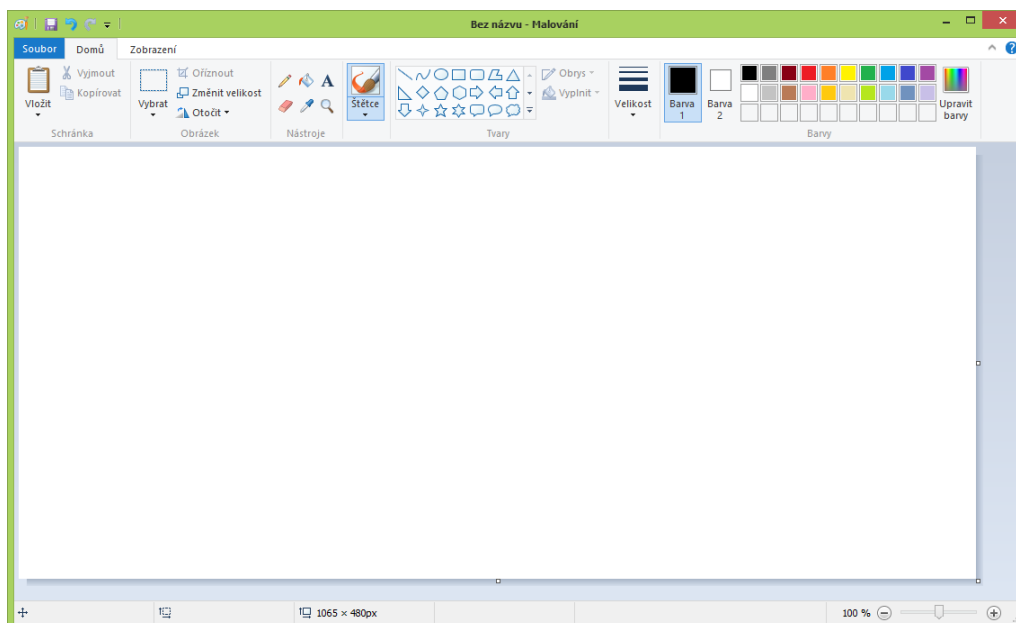 Bez názvu - Malování
Soubor Domů Zobrazení
Vložit
Vyjmout
Kopírovat
Schránka
Vybrat
Oříznout
Změnit velikost
Otočit
Obrázek
A
Nástroje
Štětce
Obrys
Vyplnit
Tvary
Velikost
Barva
1
Barva
2
Upravit
barvy
Barvy
1065 × 480px
100 %